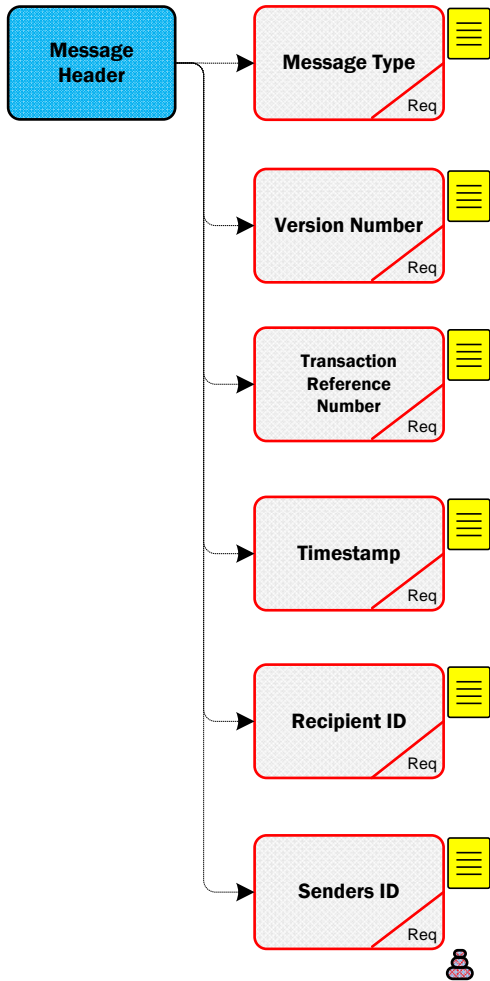 Message
Header
Message Type
Req
Version Number
Req
Transaction
Reference
Number
Req
Timestamp
Req
Recipient ID
Req
Senders ID
Req